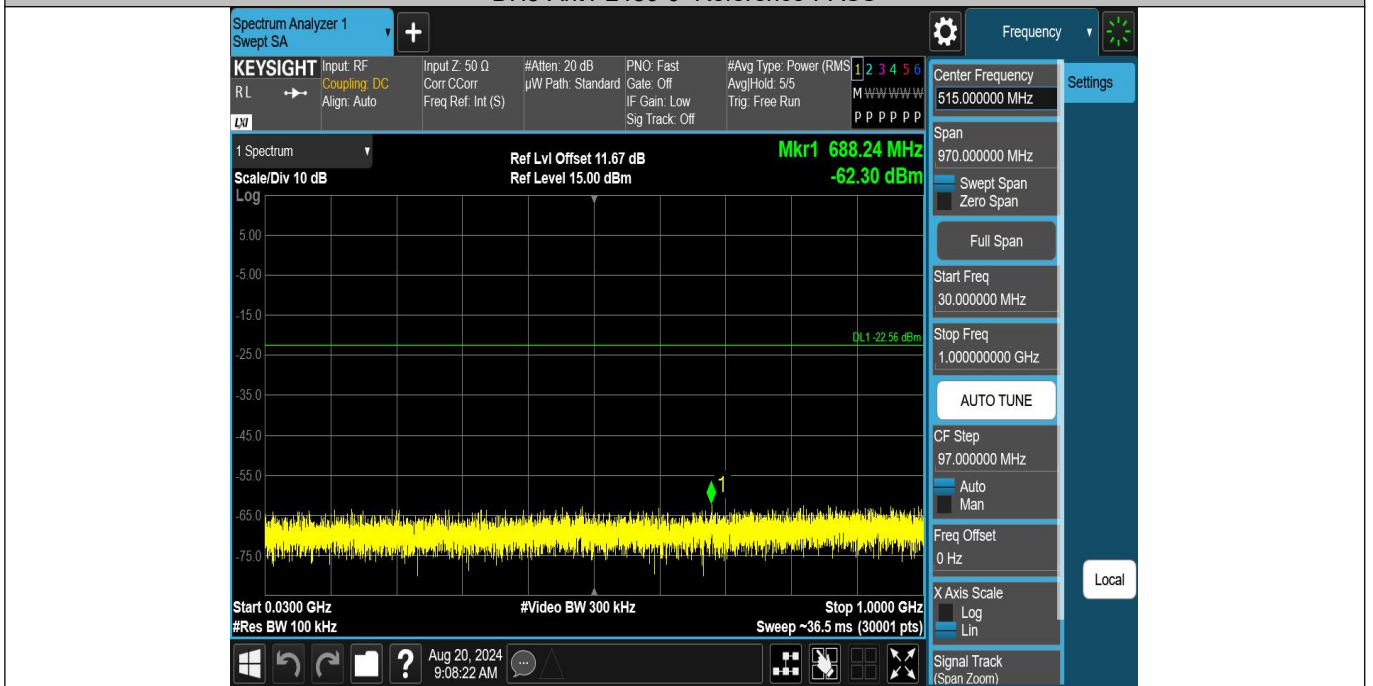 Spectrum Analyzer 1
Swept SA
Frequency
KEYSIGHT
RL
LXI
Input: RF
Coupling: DC
Align: Auto
Input Z: 50 Ω
Corr CCorr
Freq Ref: Int (S)
#Atten: 20 dB
µW Path: Standard
PNO: Fast
Gate: Off
IF Gain: Low
Sig Track: Off
#Avg Type: Power (RMS
Avg|Hold: 5/5
Trig: Free Run
1 2 3 4 5 6
M W W W W W
P P P P P P
Center Frequency
515.000000 MHz
Settings
Span
970.000000 MHz
Swept Span
Zero Span
Full Span
Start Freq
30.000000 MHz
Stop Freq
1.000000000 GHz
AUTO TUNE
CF Step
97.000000 MHz
Auto
Man
Freq Offset
0 Hz
X Axis Scale
Log
Lin
Signal Track
(Span Zoom)
Local
1 Spectrum
Scale/Div 10 dB
Ref Lvl Offset 11.67 dB
Ref Level 15.00 dBm
Mkr1 688.24 MHz
-62.30 dBm
Log
5.00
-5.00
-15.0
DL1 -22.56 dBm
-25.0
-35.0
-45.0
-55.0
1
-65.0
-75.0
Start 0.0300 GHz
#Video BW 300 kHz
Stop 1.0000 GHz
#Res BW 100 kHz
Sweep ~36.5 ms (30001 pts)
?
Aug 20, 2024
9:08:22 AM